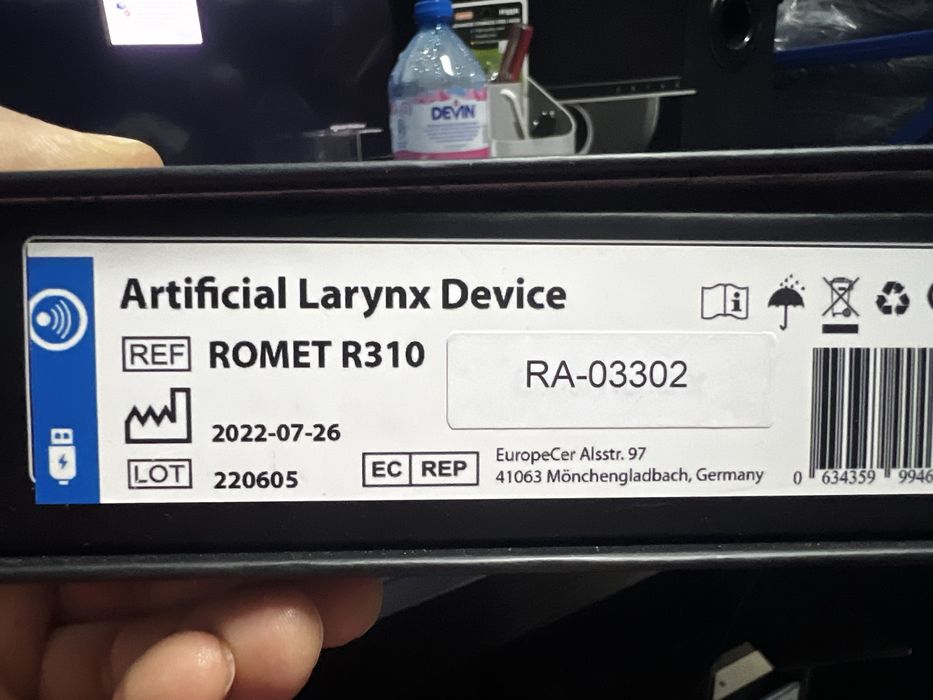 DEVIN
Artificial Larynx Device
REF ROMET R310
RA-03302
2022-07-26
LOT 220605
EC REP
EuropeCer Alsstr. 97
41063 Mönchengladbach, Germany
0 634359 9946